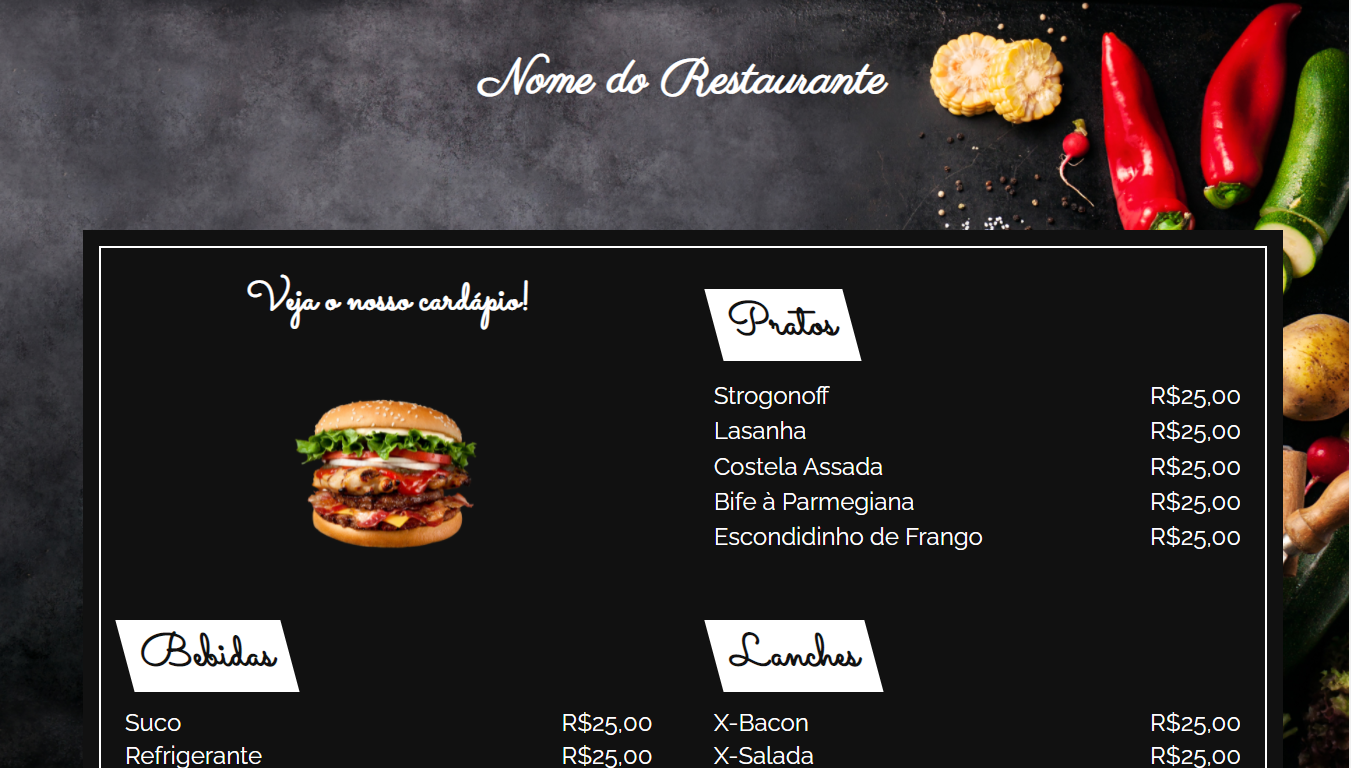 Nome do Restaurante
Veja o nosso cardápio!
Pratos
Strogonoff R$25,00
Lasanha R$25,00
Costela Assada R$25,00
Bife à Parmegiana R$25,00
Escondidinho de Frango R$25,00
Bebidas
Suco R$25,00
Refrigerante R$25,00
Lanches
X-Bacon R$25,00
X-Salada R$25,00